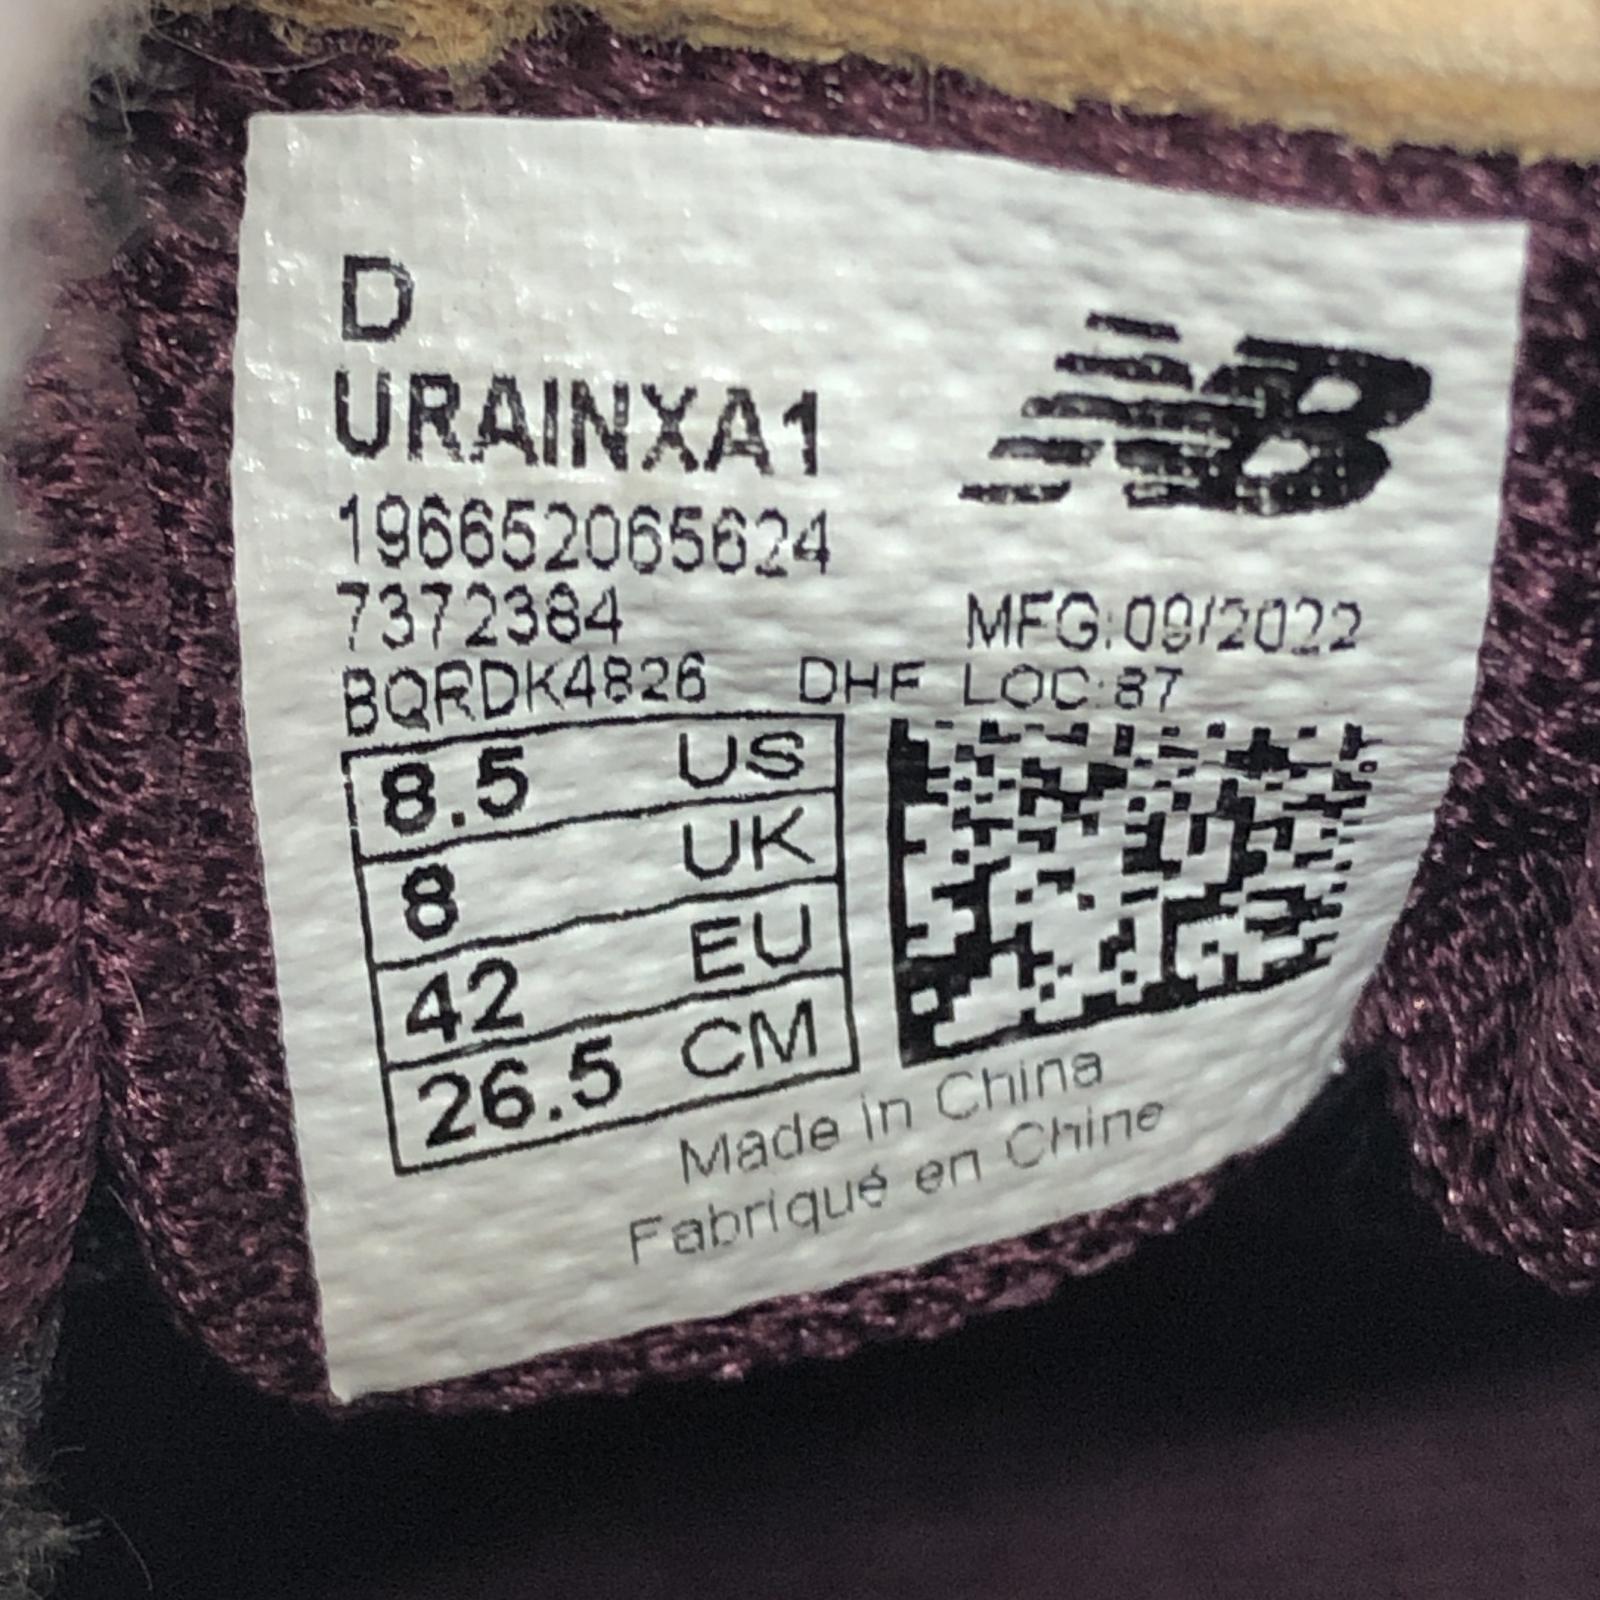 D
URAINXA1
196652065624
7372384
MFG:09/2022
BQRDK4826 DHF LOC:87
8.5 US
8 UK
42 EU
26.5 CM
Made in China
Fabriqué en Chine
NB